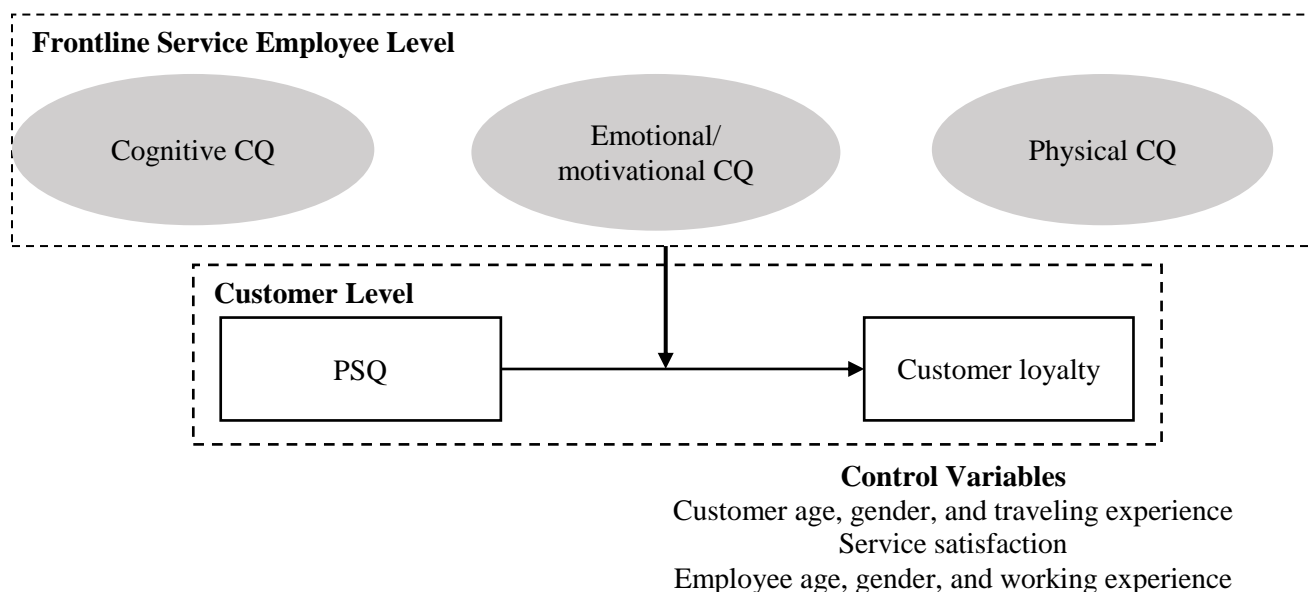 Frontline Service Employee Level
Cognitive CQ
Emotional/
motivational CQ
Physical CQ
Customer Level
PSQ
Customer loyalty
Control Variables
Customer age, gender, and traveling experience
Service satisfaction
Employee age, gender, and working experience